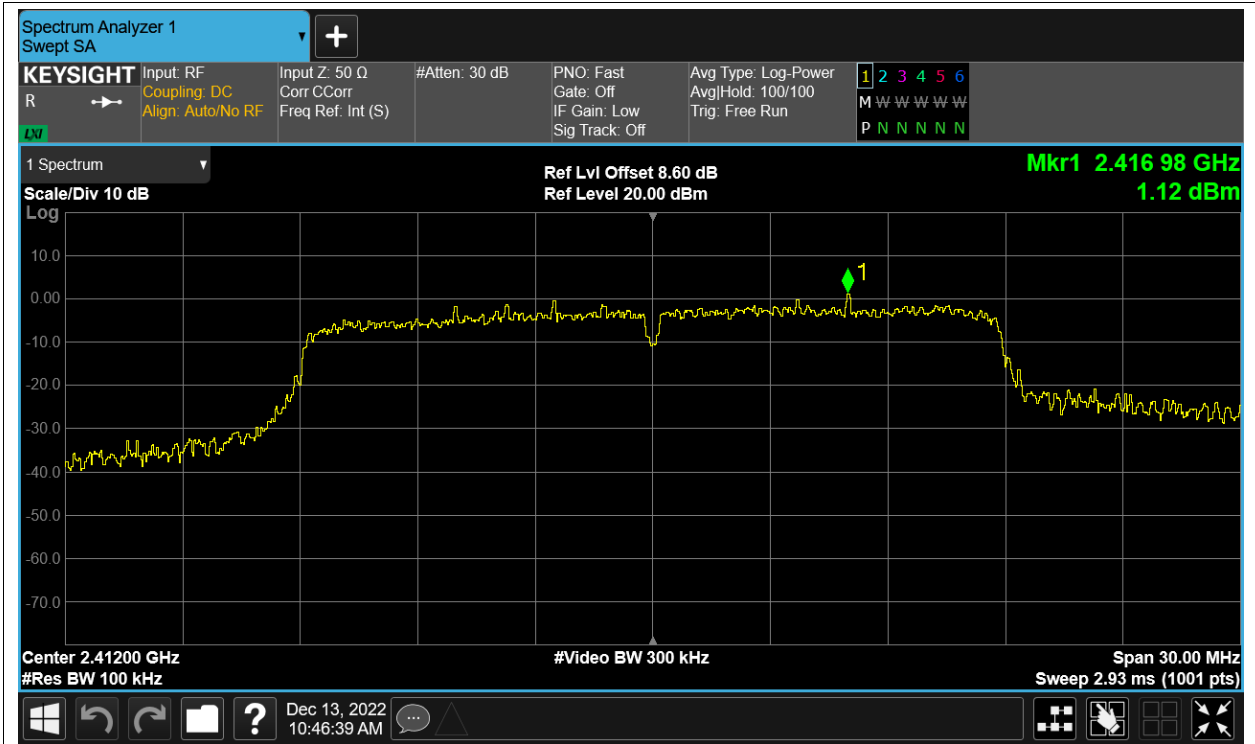 Spectrum Analyzer 1
Swept SA
KEYSIGHT
R
LXI
Input: RF
Coupling: DC
Align: Auto/No RF
Input Z: 50 Ω
Corr CCorr
Freq Ref: Int (S)
#Atten: 30 dB
PNO: Fast
Gate: Off
IF Gain: Low
Sig Track: Off
Avg Type: Log-Power
Avg|Hold: 100/100
Trig: Free Run
1 2 3 4 5 6
M W W W W W
P N N N N N
1 Spectrum
Scale/Div 10 dB
Log
Ref Lvl Offset 8.60 dB
Ref Level 20.00 dBm
Mkr1 2.416 98 GHz
1.12 dBm
1
10.0
0.00
-10.0
-20.0
-30.0
-40.0
-50.0
-60.0
-70.0
Center 2.41200 GHz
#Res BW 100 kHz
#Video BW 300 kHz
Span 30.00 MHz
Sweep 2.93 ms (1001 pts)
?
Dec 13, 2022
10:46:39 AM